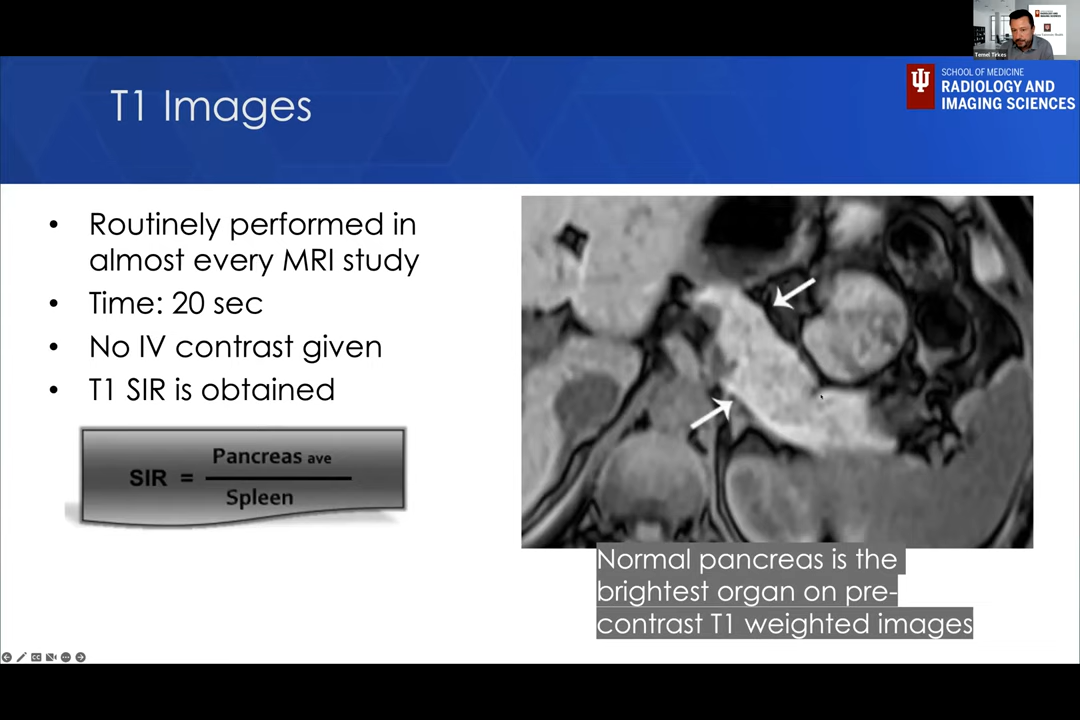 Temel Tirkes
SCHOOL OF MEDICINE
RADIOLOGY AND
IMAGING SCIENCES
T1 Images
• Routinely performed in
almost every MRI study
• Time: 20 sec
• No IV contrast given
• T1 SIR is obtained
SIR = Pancreas ave
Spleen
Normal pancreas is the
brightest organ on pre-
contrast T1 weighted images